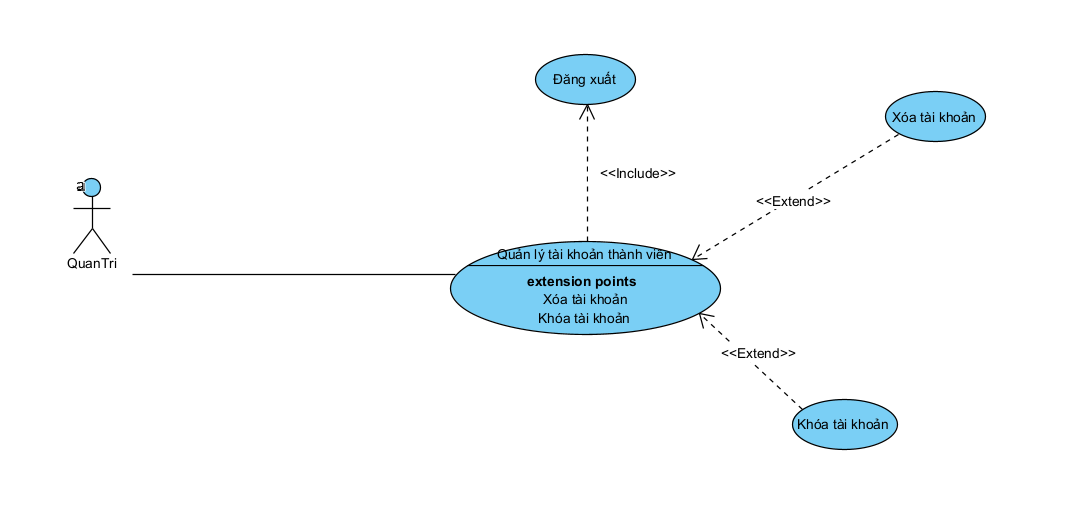 Đăng xuất
Xóa tài khoản
<<Include>>
a
<<Extend>>
QuanTri
Quản lý tài khoản thành viên
extension points
Xóa tài khoản
Khóa tài khoản
<<Extend>>
Khóa tài khoản